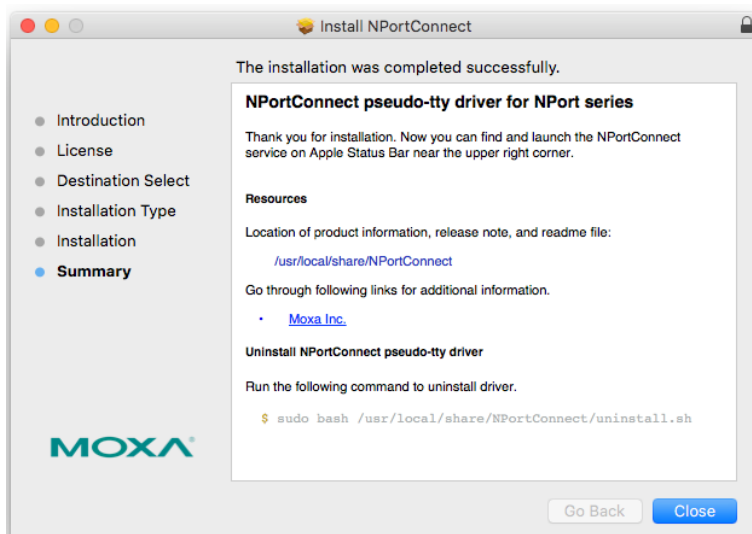 Install NPortConnect
The installation was completed successfully.
Introduction
License
Destination Select
Installation Type
Installation
Summary
NPortConnect pseudo-tty driver for NPort series
Thank you for installation. Now you can find and launch the NPortConnect
service on Apple Status Bar near the upper right corner.
Resources
Location of product information, release note, and readme file:
/usr/local/share/NPortConnect
Go through following links for additional information.
• Moxa Inc.
Uninstall NPortConnect pseudo-tty driver
Run the following command to uninstall driver.
$ sudo bash /usr/local/share/NPortConnect/uninstall.sh
MOXA®
Go Back
Close